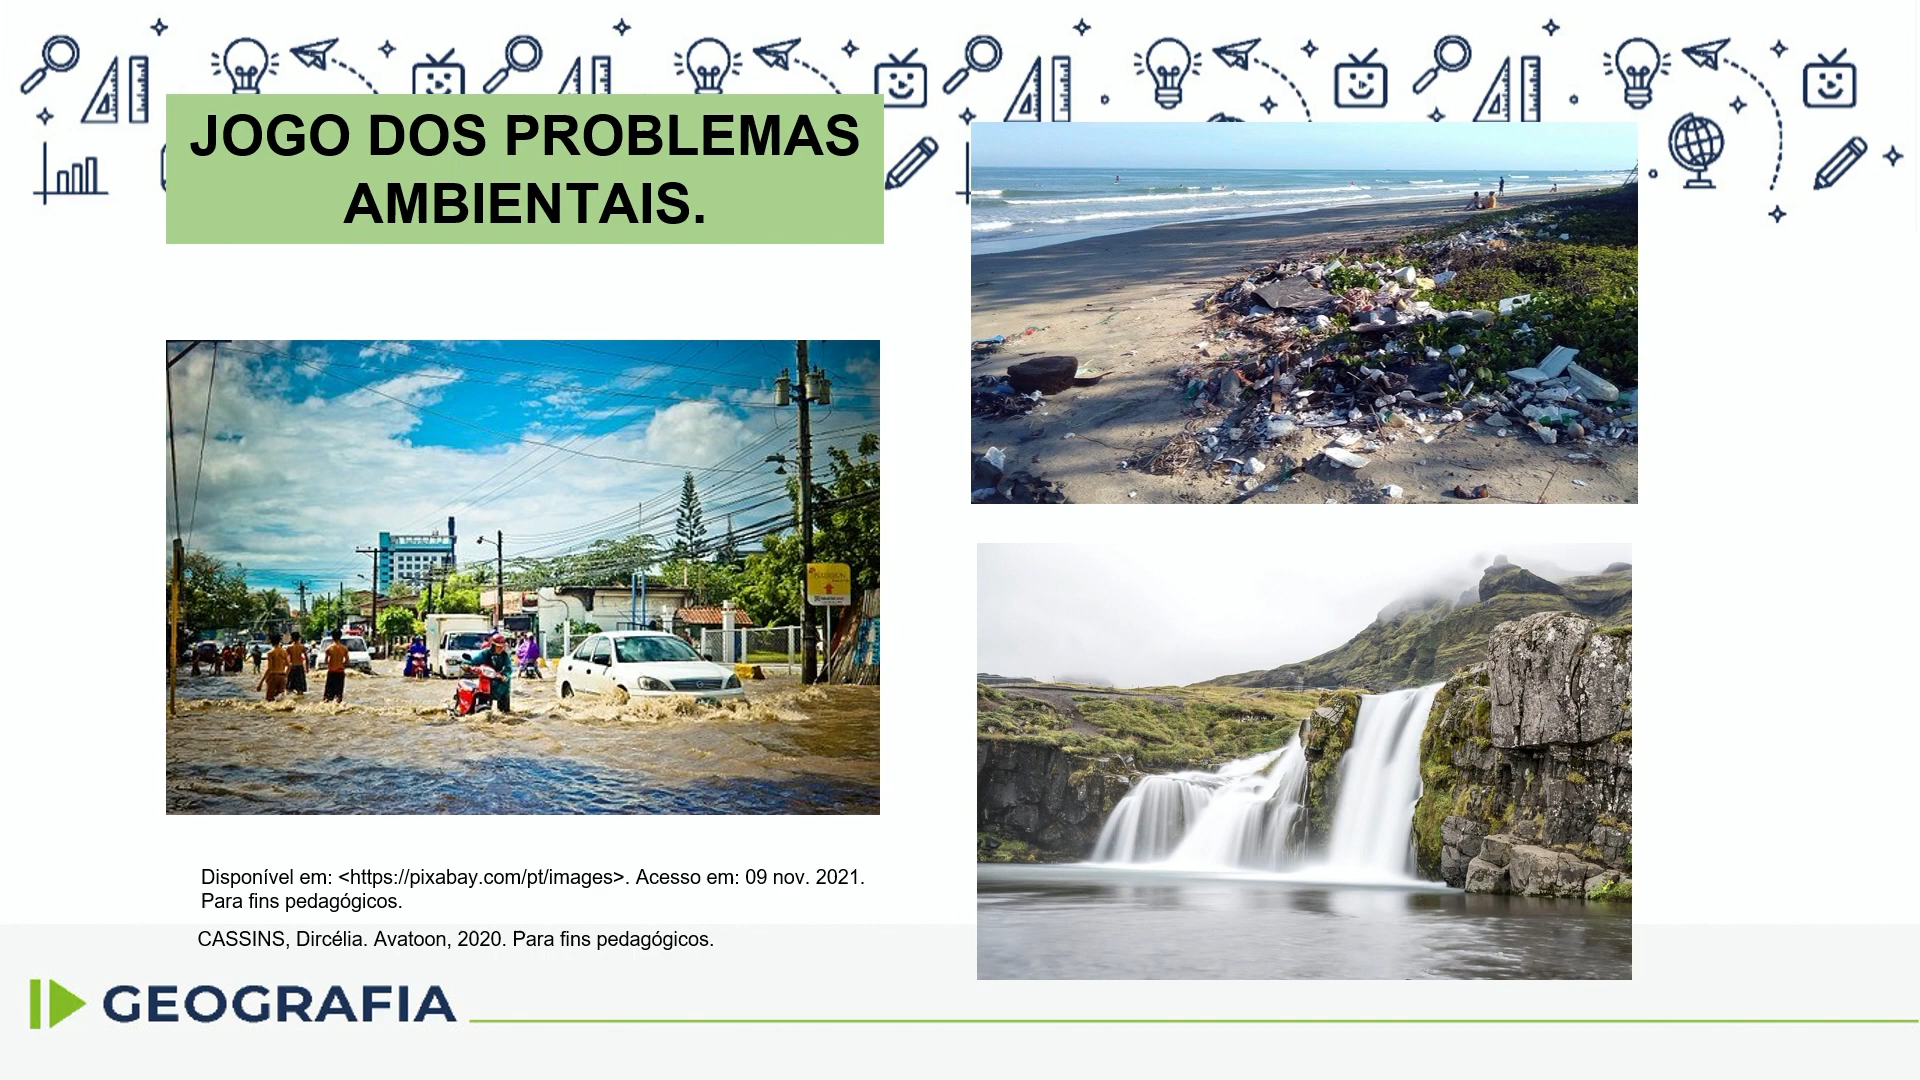 JOGO DOS PROBLEMAS
AMBIENTAIS.
Disponível em: <https://pixabay.com/pt/images>. Acesso em: 09 nov. 2021.
Para fins pedagógicos.
CASSINS, Dircélia. Avatoon, 2020. Para fins pedagógicos.
GEOGRAFIA